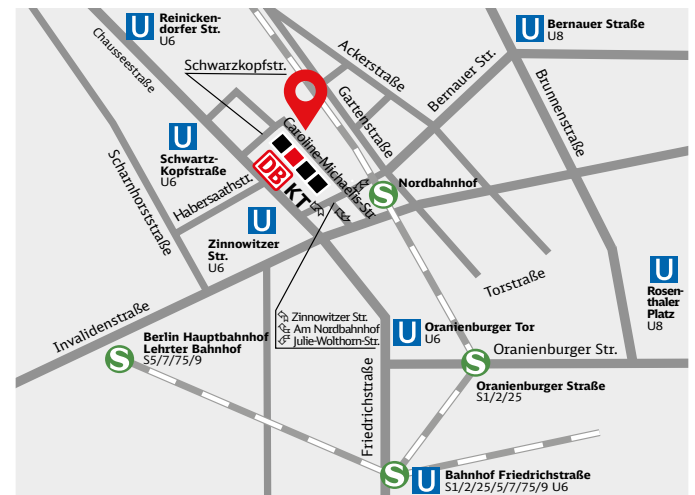 U
Reinicken-
dorfer Str.
U6
U
Bernauer Straße
U8
Chausseestraße
Schwarzkopfstr.
Ackerstraße
Bernauer Str.
Brunnenstraße
Gartenstraße
U
Schwartz-
Kopfstraße
U6
Caroline-Michaelis-Str.
DB
KT
Scharnhorststraße
Habersaathstr.
S
Nordbahnhof
U
Zinnowitzer
Str.
U6
U
Rosen-
thaler
Platz
U8
Torstraße
Invalidenstraße
Zinnowitzer Str.
Am Nordbahnhof
Julie-Wolthorn-Str.
U
Oranienburger Tor
U6
Oranienburger Str.
Berlin Hauptbahnhof
Lehrter Bahnhof
S5/7/75/9
S
S
Oranienburger Straße
S1/2/25
Friedrichstraße
S
U
Bahnhof Friedrichstraße
S1/2/25/5/7/75/9 U6